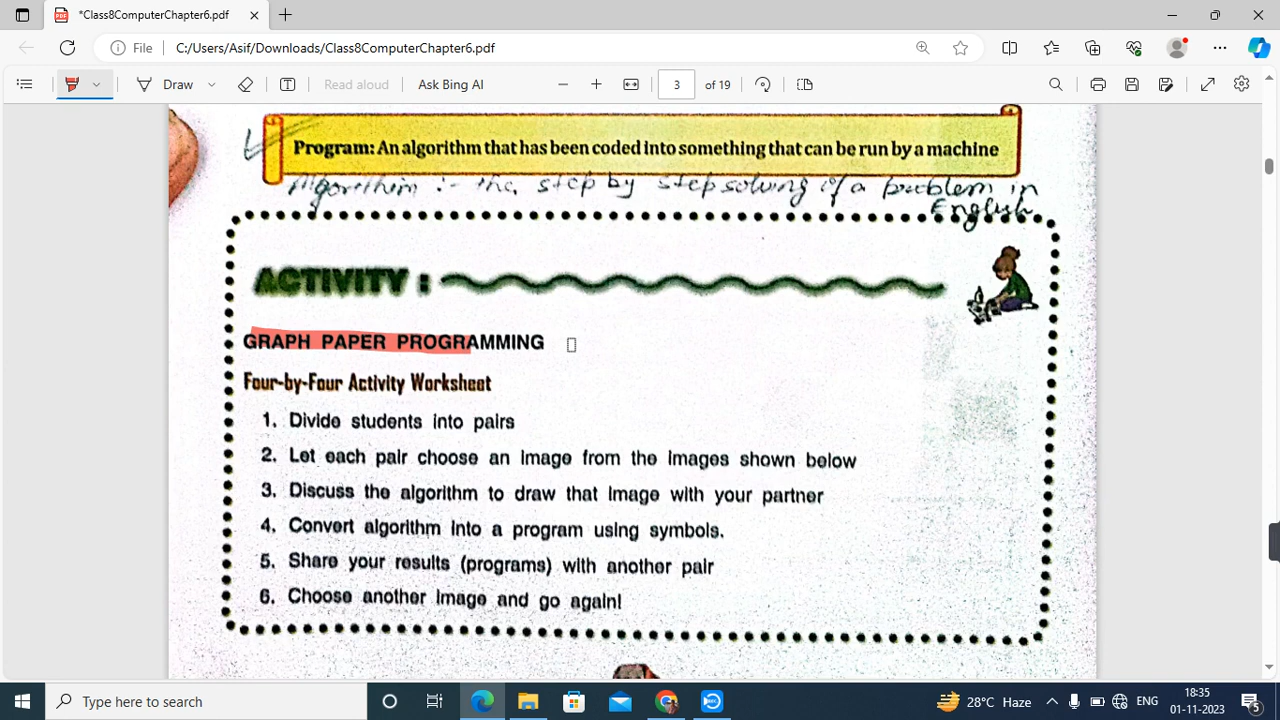 *Class8ComputerChapter6.pdf
File C:/Users/Asif/Downloads/Class8ComputerChapter6.pdf
Draw Read aloud Ask Bing AI 3 of 19
Program: An algorithm that has been coded into something that can be run by a machine
Algorithim :- the step by step solving of a problem in
English
ACTIVITY :
GRAPH PAPER PROGRAMMING
Four-by-Four Activity Worksheet
1. Divide students into pairs
2. Let each pair choose an image from the images shown below
3. Discuss the algorithm to draw that image with your partner
4. Convert algorithm into a program using symbols.
5. Share your results (programs) with another pair
6. Choose another image and go again!
Type here to search 28°C Haze ENG 18:35
01-11-2023 5